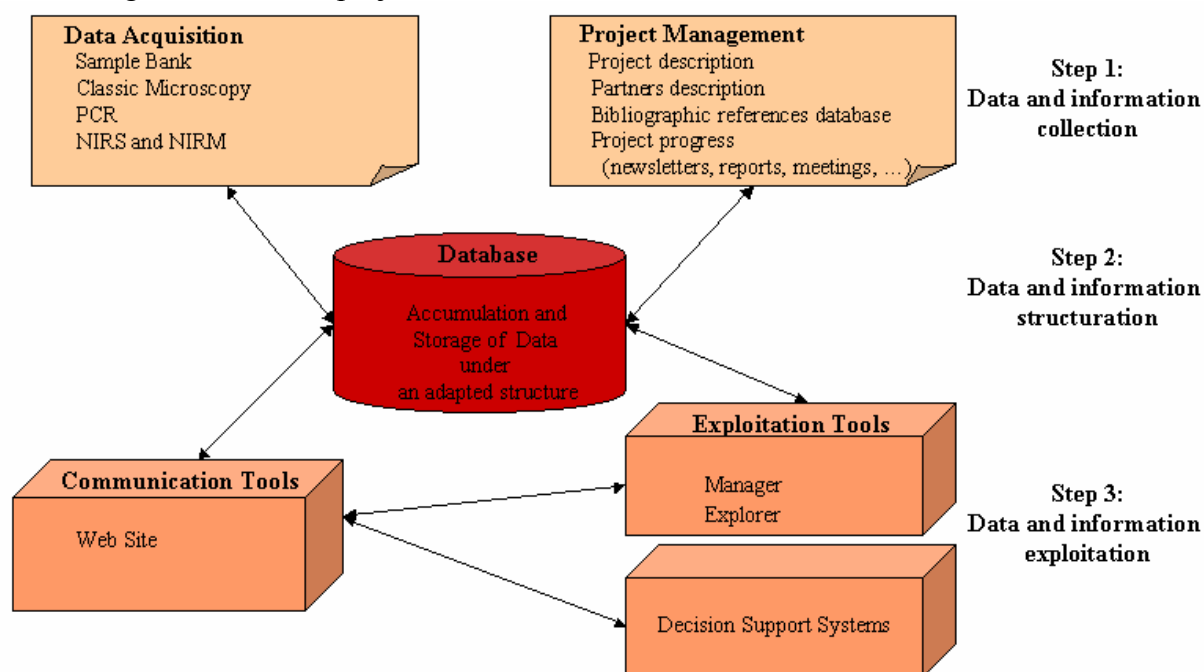 Data Acquisition
Sample Bank
Classic Microscopy
PCR
NIRS and NIRM
Project Management
Project description
Partners description
Bibliographic references database
Project progress
(newsletters, reports, meetings, ...)
Step 1:
Data and information
collection
Database
Accumulation and
Storage of Data
under
an adapted structure
Step 2:
Data and information
structuration
Communication Tools
Web Site
Exploitation Tools
Manager
Explorer
Decision Support Systems
Step 3:
Data and information
exploitation